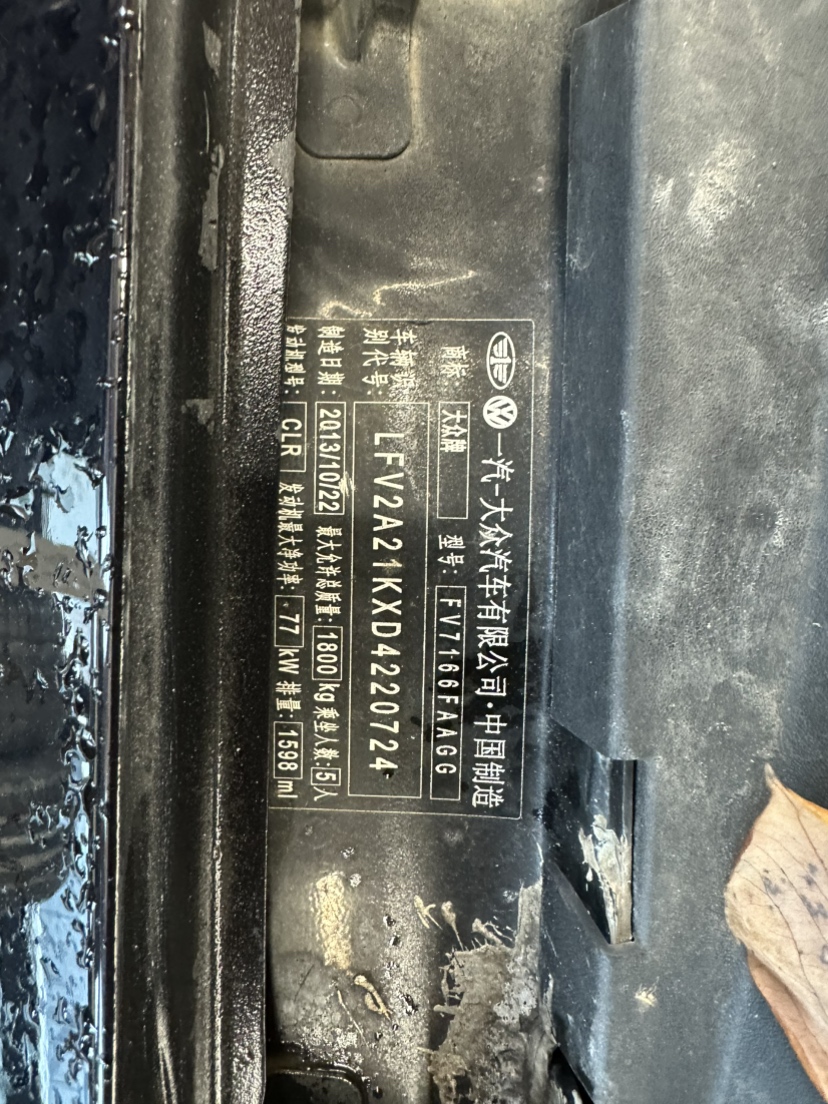 一汽-大众汽车有限公司·中国制造
商标 大众牌 型号: FV7166FAAGG
车辆识别代号: LFV2A21KXD4220724
制造日期: 2013/10/22 最大允许总质量: 1800 kg 乘坐人数: 5 人
发动机型号: CLR 发动机最大净功率: 77 kW 排量: 1598 ml